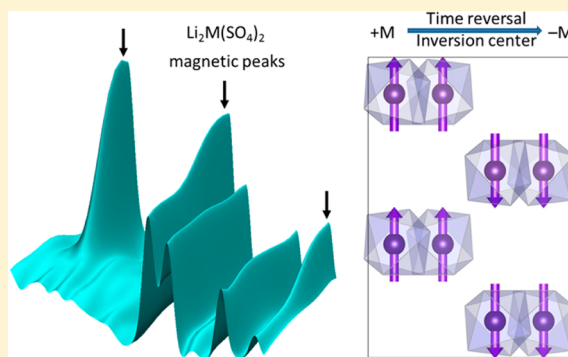 Li₂M(SO₄)₂
magnetic peaks
+M Time reversal –M
Inversion center